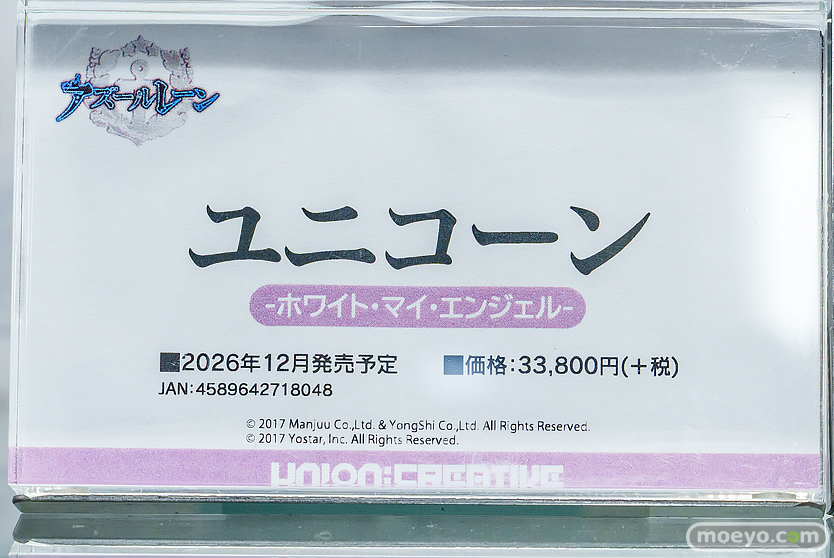 アズールレーン
ユニコーン
-ホワイト・マイ・エンジェル-
■2026年12月発売予定 ■価格:33,800円(+税)
JAN:4589642718048
© 2017 Manjuu Co.,Ltd. & YongShi Co.,Ltd. All Rights Reserved.
© 2017 Yostar, Inc. All Rights Reserved.
UNION:CREATIVE
moeyo.com